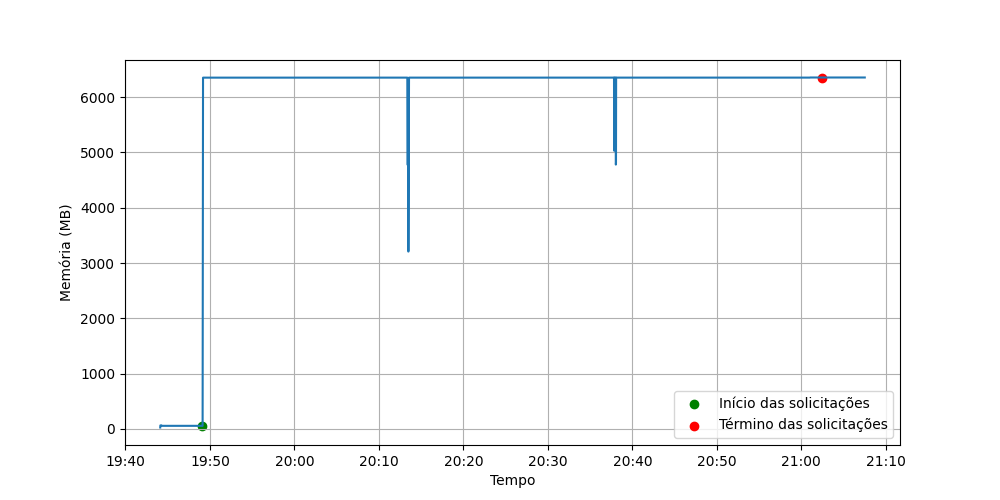 Memória (MB)
6000
5000
4000
3000
2000
1000
0
Início das solicitações
Término das solicitações
19:40 19:50 20:00 20:10 20:20 20:30 20:40 20:50 21:00 21:10
Tempo